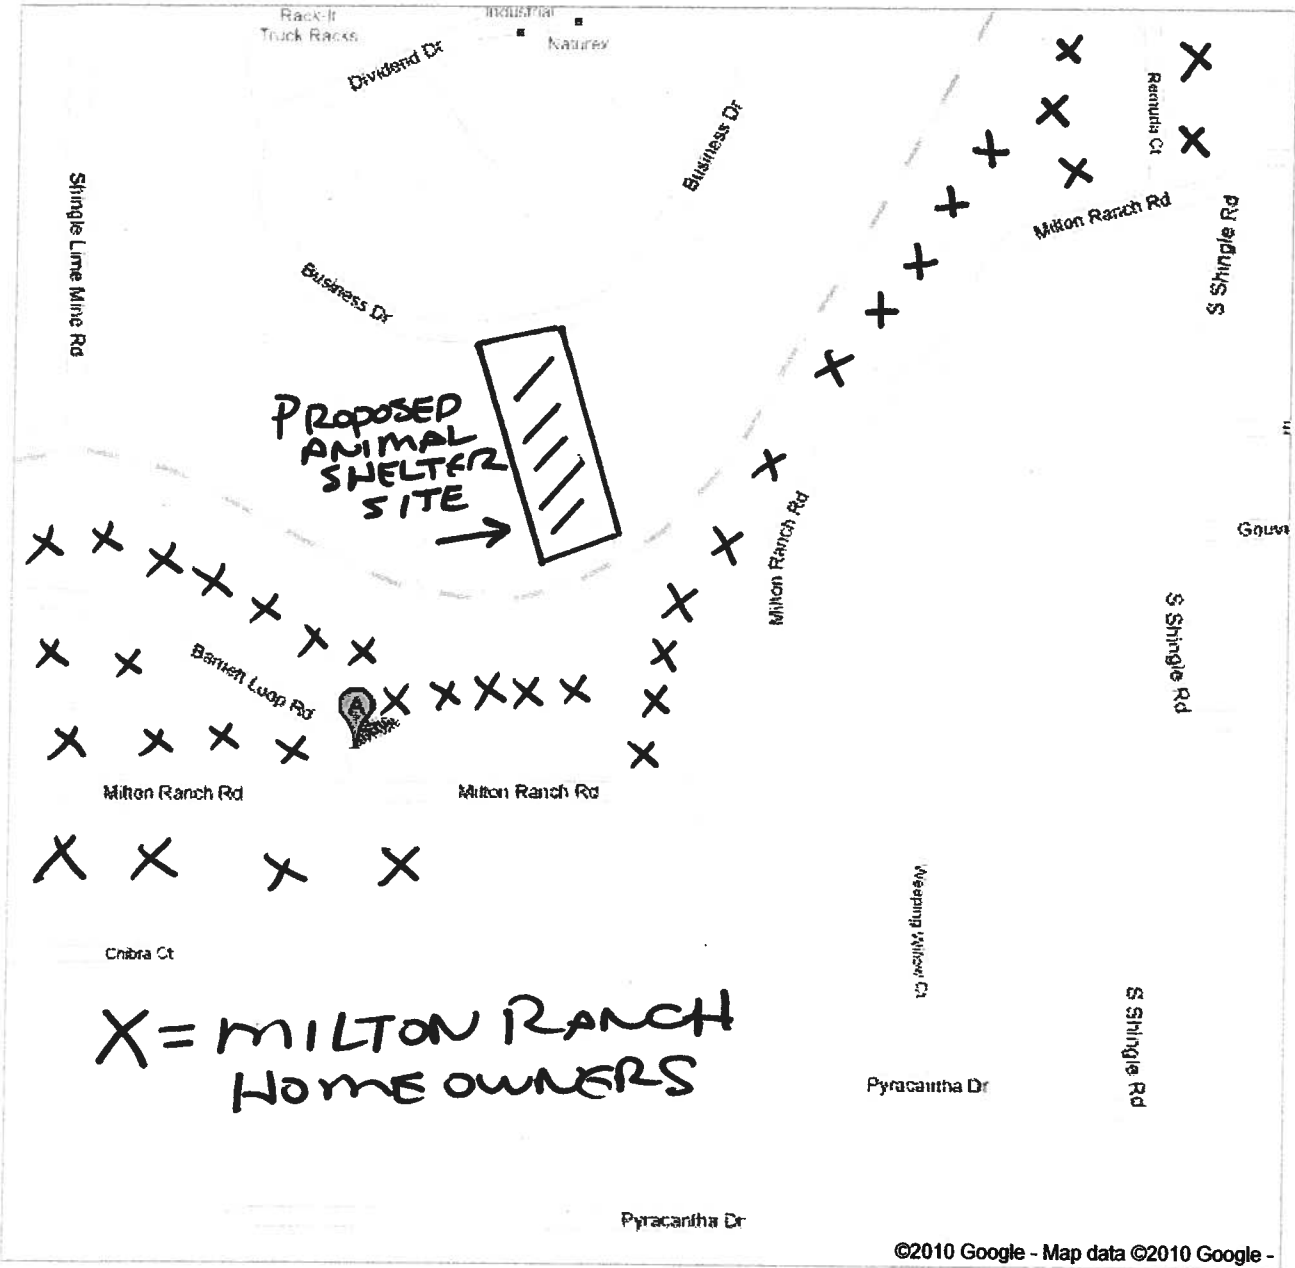 Rack-It
Truck Racks
Industrial
Naturex
Dividend Dr
Business Dr
Remuda Ct
Shingle Lime Mine Rd
Milton Ranch Rd
S Shingle Rd
Business Dr
PROPOSED
ANIMAL
SHELTER
SITE
Milton Ranch Rd
S Shingle Rd
Barnett Loop Rd
A
Milton Ranch Rd
Milton Ranch Rd
Weeping Willow Ct
Chibra Ct
X = MILTON RANCH
HOMEOWNERS
S Shingle Rd
Pyracantha Dr
Pyracantha Dr
©2010 Google - Map data ©2010 Google -